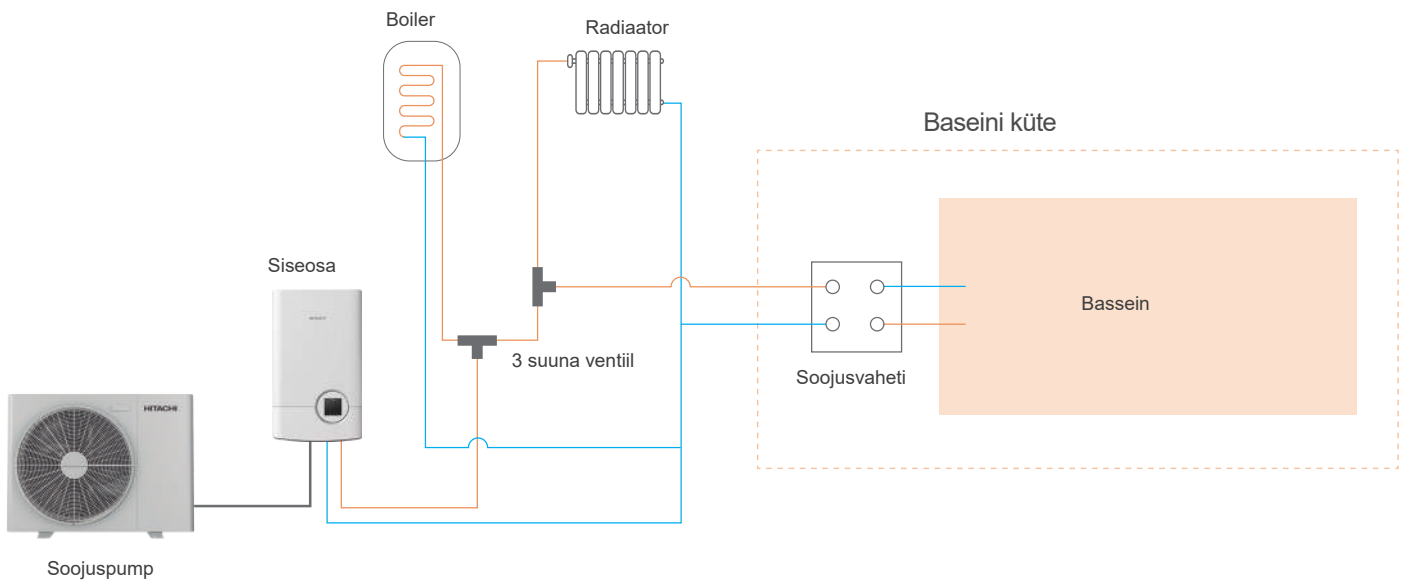 Boiler
Radiaator
Baseini küte
Siseosa
Bassein
3 suuna ventiil
Soojusvaheti
HITACHI
Soojuspump